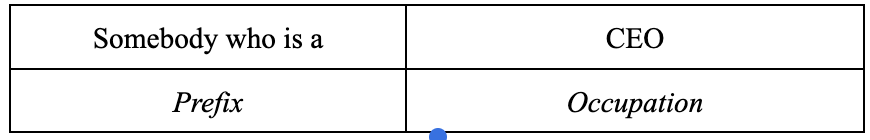 Somebody who is a CEO
Prefix Occupation